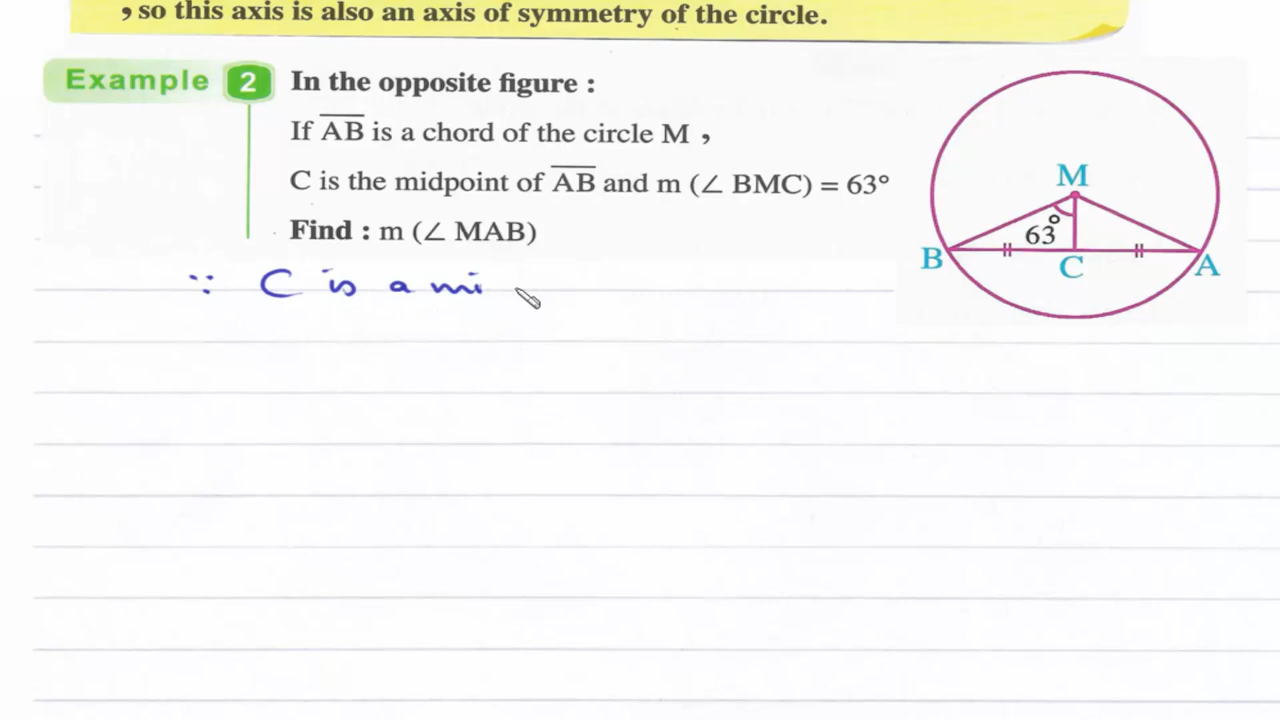 , so this axis is also an axis of symmetry of the circle.
Example 2 In the opposite figure :
If AB is a chord of the circle M ,
C is the midpoint of AB and m (∠ BMC) = 63°
Find : m (∠ MAB)
∵ C is a mi
M
63°
B
C
A